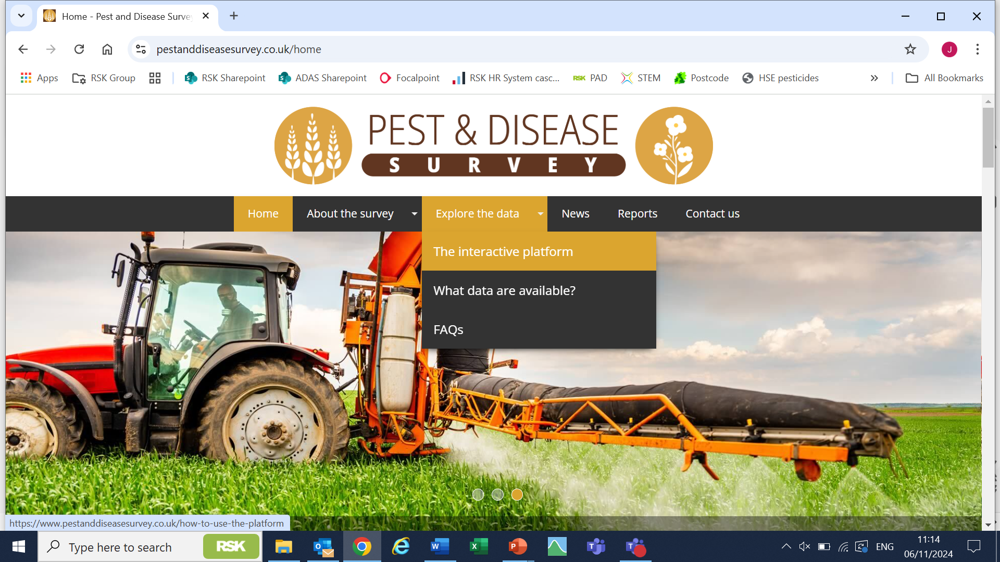 Home - Pest and Disease Surve
pestanddiseasesurvey.co.uk/home
J
Apps
RSK Group
RSK Sharepoint
ADAS Sharepoint
Focalpoint
RSK HR System casc...
RSK PAD
STEM
Postcode
HSE pesticides
All Bookmarks
PEST & DISEASE
SURVEY
Home
About the survey
Explore the data
News
Reports
Contact us
The interactive platform
What data are available?
FAQs
https://www.pestanddiseasesurvey.co.uk/how-to-use-the-platform
Type here to search
RSK
ENG
11:14
06/11/2024